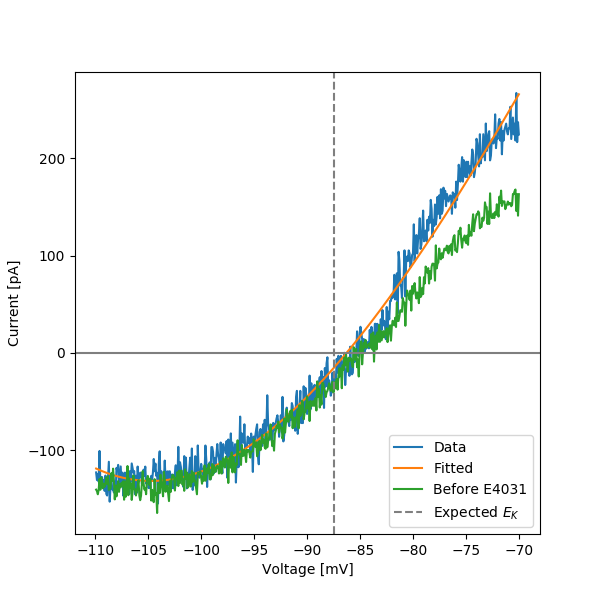 200
100
0
−100
Current [pA]
−110
−105
−100
−95
−90
−85
−80
−75
−70
Voltage [mV]
Data
Fitted
Before E4031
Expected E_K